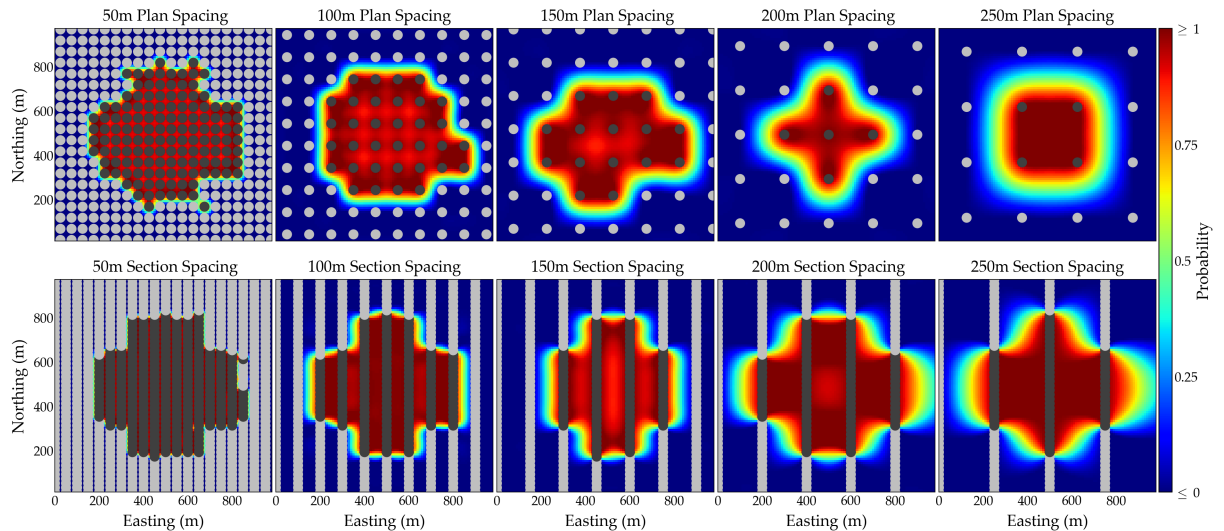 50m Plan Spacing
100m Plan Spacing
150m Plan Spacing
200m Plan Spacing
250m Plan Spacing
≥ 1
800
600
400
200
Northing (m)
0.75
50m Section Spacing
100m Section Spacing
150m Section Spacing
200m Section Spacing
250m Section Spacing
0.5
Probability
800
600
400
200
Northing (m)
0.25
≤ 0
0 200 400 600 800
0 200 400 600 800
0 200 400 600 800
0 200 400 600 800
0 200 400 600 800
Easting (m)
Easting (m)
Easting (m)
Easting (m)
Easting (m)